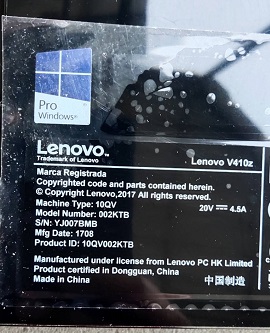 Pro
Windows®
Lenovo™
Trademark of Lenovo
Lenovo V410z
Marca Registrada
Copyrighted code and parts contained herein.
© Copyright Lenovo,2017 All rights reserved.
Machine Type: 10QV 20V ⎓ 4.5A
Model Number: 002KTB
S/N: YJ007BMB
Mfg Date: 1708
Product ID: 10QV002KTB
Manufactured under license from Lenovo PC HK Limited
Product certified in Dongguan, China
Made in China 中国制造